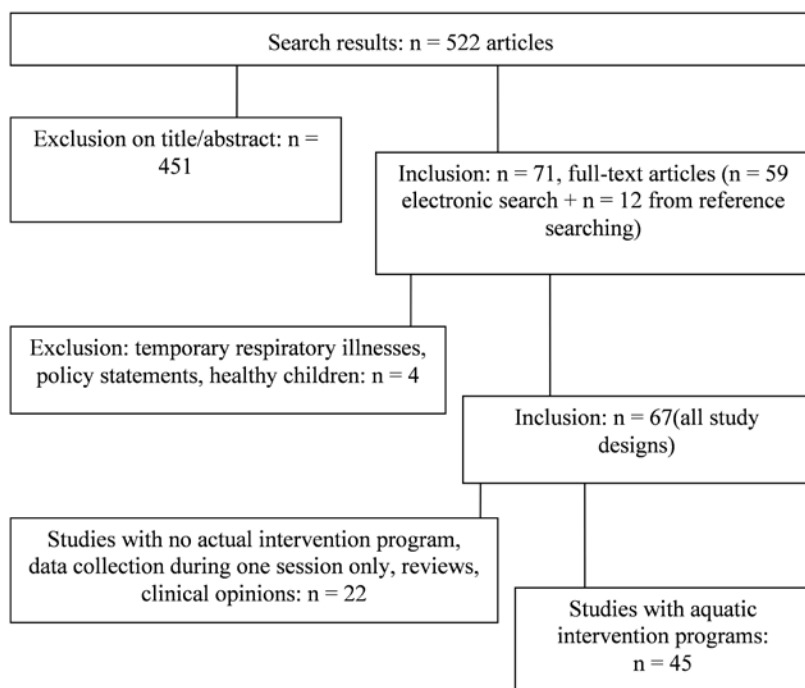 Search results: n = 522 articles
Exclusion on title/abstract: n =
451
Inclusion: n = 71, full-text articles (n = 59
electronic search + n = 12 from reference
searching)
Exclusion: temporary respiratory illnesses,
policy statements, healthy children: n = 4
Inclusion: n = 67(all study
designs)
Studies with no actual intervention program,
data collection during one session only, reviews,
clinical opinions: n = 22
Studies with aquatic
intervention programs:
n = 45